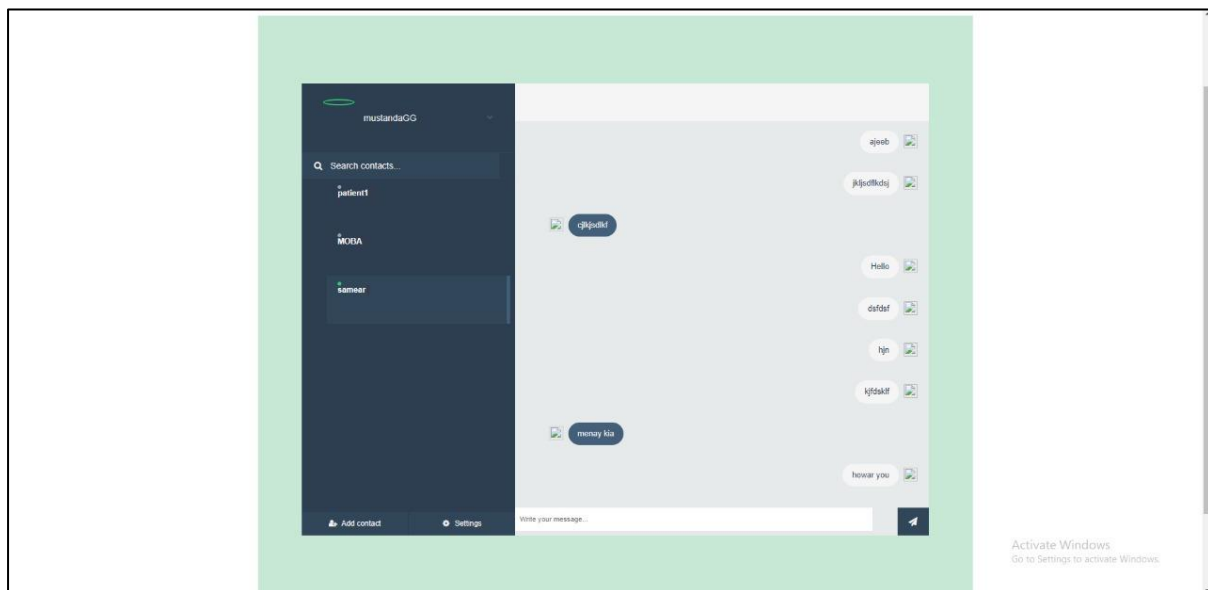 mustandaGG
Search contacts...
patient1
MOBA
samear
Add contact
Settings
ajeeb
jkljsdflkdsj
cjlkjsdlkf
Hello
dsfdsf
hjn
kjfdsklf
menay kia
howar you
Write your message...
Activate Windows
Go to Settings to activate Windows.